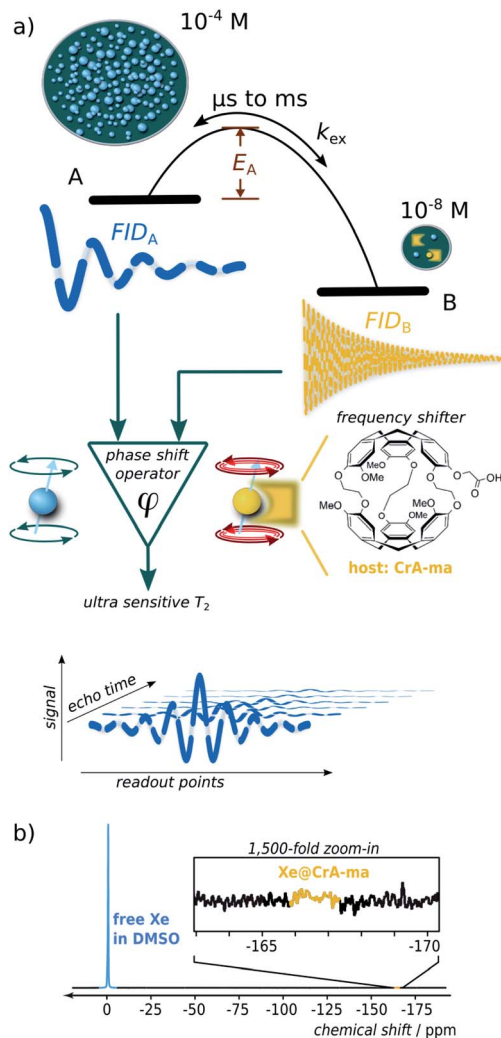 a)
10⁻⁴ M
μs to ms
k_ex
E_A
A
10⁻⁸ M
B
FID_A
FID_B
phase shift
operator
φ
frequency shifter
MeO
OMe
O
O
O
O
OH
O
MeO
OMe
MeO
OMe
O
O
O
O
host: CrA-ma
ultra sensitive T₂
signal
echo time
readout points
b)
1,500-fold zoom-in
Xe@CrA-ma
free Xe
in DMSO
-165
-170
0 -25 -50 -75 -100 -125 -150 -175
chemical shift / ppm